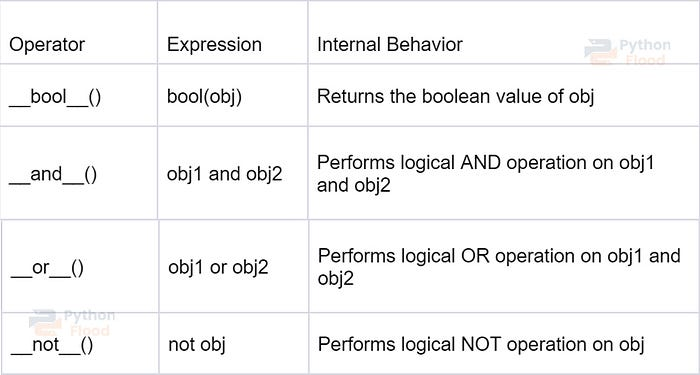 Operator Expression Internal Behavior
Python
Flood
__bool__() bool(obj) Returns the boolean value of obj
__and__() obj1 and obj2 Performs logical AND operation on obj1
and obj2
__or__() obj1 or obj2 Performs logical OR operation on obj1 and
obj2
Python
Flood
__not__() not obj Performs logical NOT operation on obj